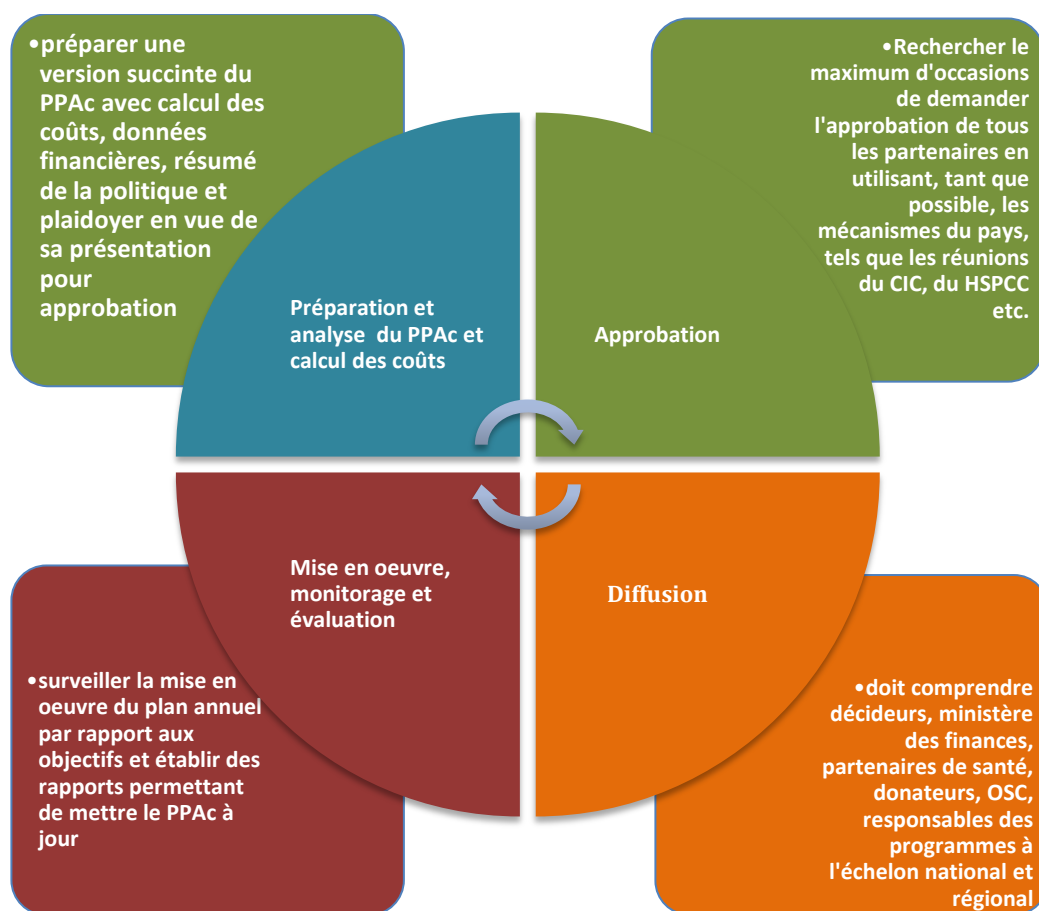 •préparer une
version succinte du
PPAc avec calcul des
coûts, données
financières, résumé
de la politique et
plaidoyer en vue de
sa présentation
pour
approbation
•Rechercher le
maximum d'occasions
de demander
l'approbation de tous
les partenaires en
utilisant, tant que
possible, les
mécanismes du pays,
tels que les réunions
du CIC, du HSPCC
etc.
Préparation et
analyse du PPAc et
calcul des coûts
Approbation
Mise en oeuvre,
monitorage et
évaluation
Diffusion
•surveiller la mise en
oeuvre du plan annuel
par rapport aux
objectifs et établir des
rapports permettant
de mettre le PPAc à
jour
•doit comprendre
décideurs, ministère
des finances,
partenaires de santé,
donateurs, OSC,
responsables des
programmes à
l'échelon national et
régional